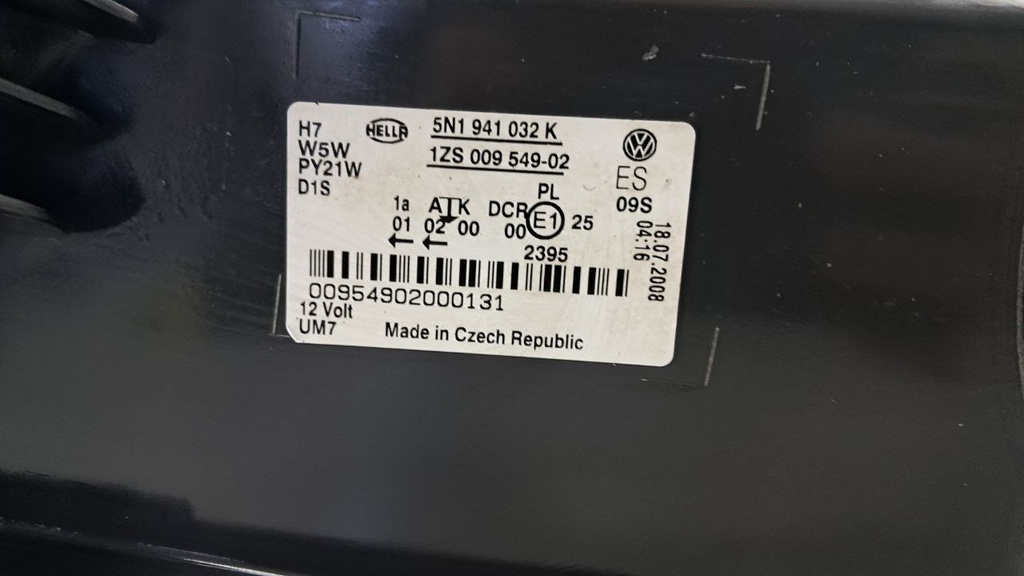 H7
W5W
PY21W
D1S
HELLA
5N1 941 032 K
1ZS 009 549-02
VW
ES
09S
18.07.2008
04:16
PL
1a ATK DCR E1 25
01 02 00 00
2395
00954902000131
12 Volt
UM7
Made in Czech Republic